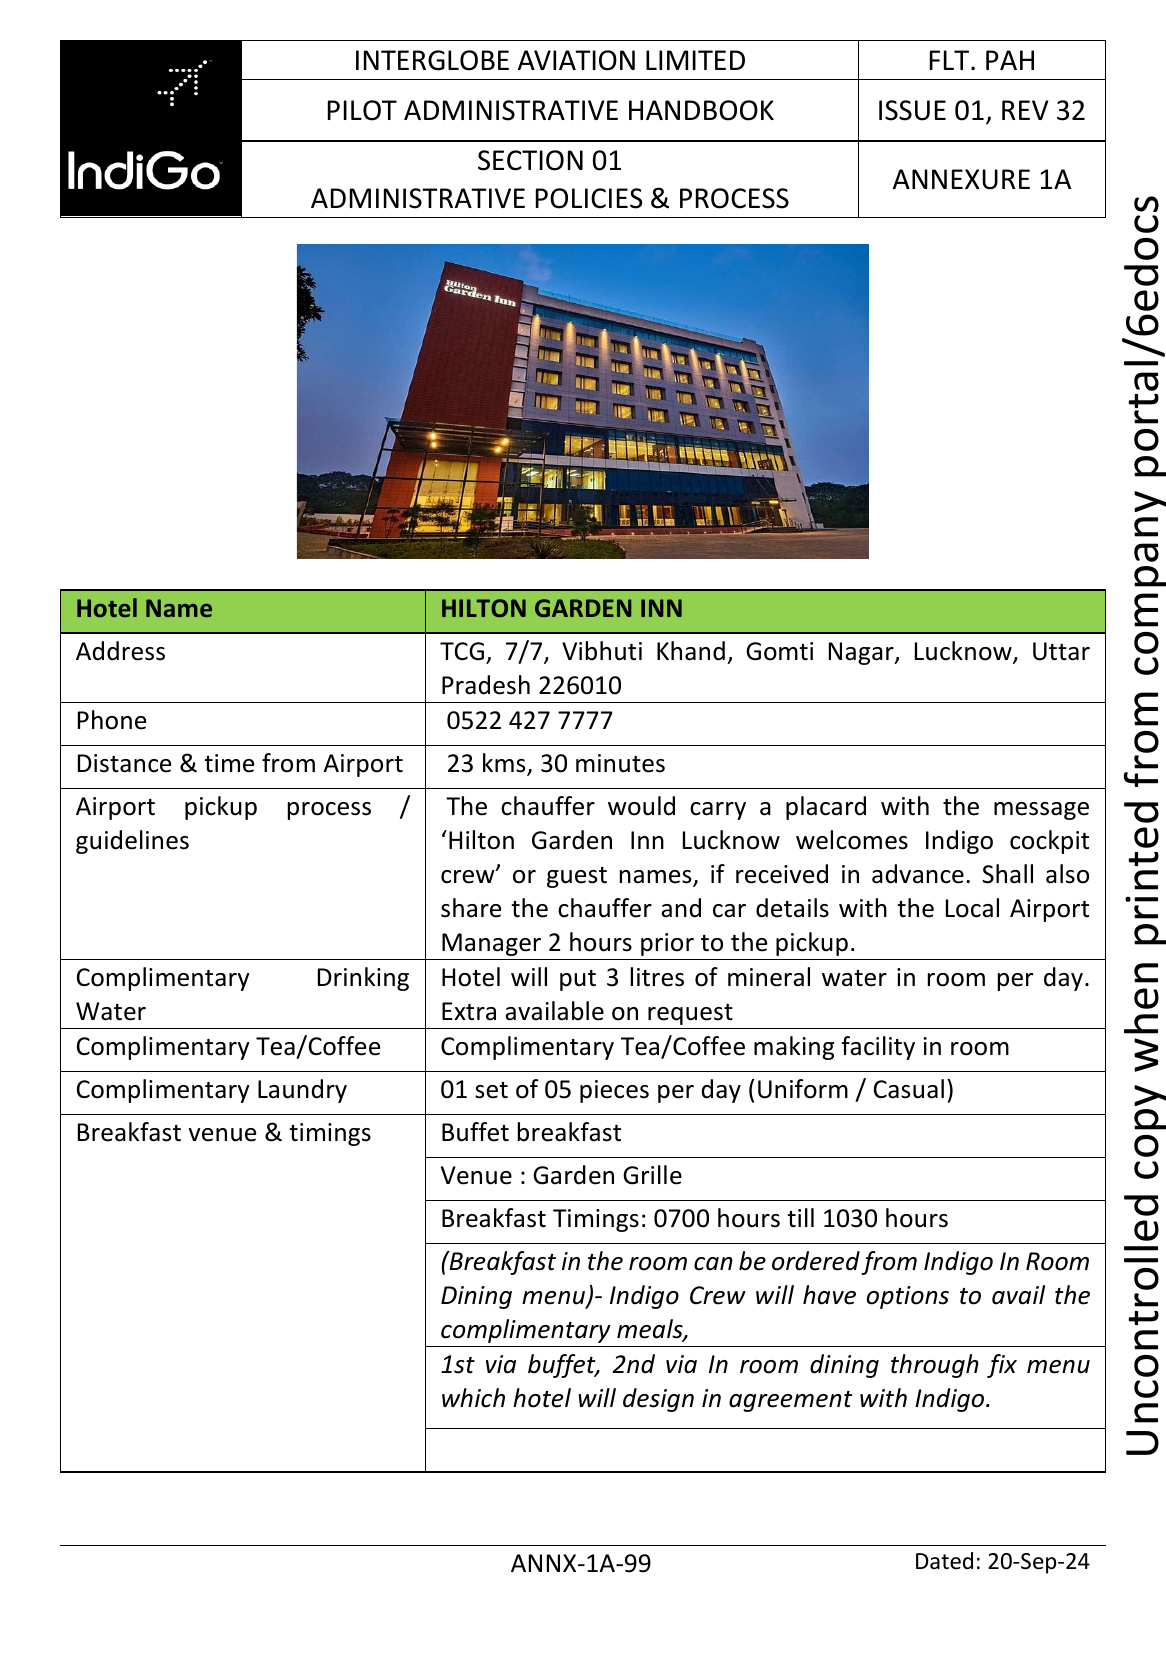 IndiGo
INTERGLOBE AVIATION LIMITED
FLT. PAH
PILOT ADMINISTRATIVE HANDBOOK
ISSUE 01, REV 32
SECTION 01
ADMINISTRATIVE POLICIES & PROCESS
ANNEXURE 1A
Hilton
Garden Inn
Hotel Name
HILTON GARDEN INN
Address
TCG, 7/7, Vibhuti Khand, Gomti Nagar, Lucknow, Uttar
Pradesh 226010
Phone
0522 427 7777
Distance & time from Airport
23 kms, 30 minutes
Airport pickup process /
guidelines
The chauffer would carry a placard with the message
‘Hilton Garden Inn Lucknow welcomes Indigo cockpit
crew’ or guest names, if received in advance. Shall also
share the chauffer and car details with the Local Airport
Manager 2 hours prior to the pickup.
Complimentary Drinking
Water
Hotel will put 3 litres of mineral water in room per day.
Extra available on request
Complimentary Tea/Coffee
Complimentary Tea/Coffee making facility in room
Complimentary Laundry
01 set of 05 pieces per day (Uniform / Casual)
Breakfast venue & timings
Buffet breakfast
Venue : Garden Grille
Breakfast Timings: 0700 hours till 1030 hours
(Breakfast in the room can be ordered from Indigo In Room
Dining menu)- Indigo Crew will have options to avail the
complimentary meals,
1st via buffet, 2nd via In room dining through fix menu
which hotel will design in agreement with Indigo.
ANNX-1A-99
Dated: 20-Sep-24
Uncontrolled copy when printed from company portal/6edocs